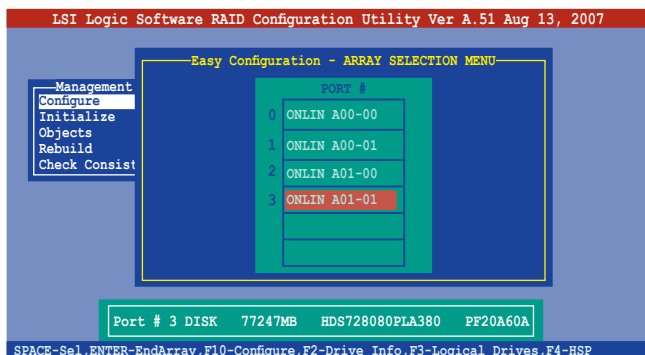 LSI Logic Software RAID Configuration Utility Ver A.51 Aug 13, 2007
Easy Configuration - ARRAY SELECTION MENU
Management
Configure
Initialize
Objects
Rebuild
Check Consist
PORT #
0 ONLIN A00-00
1 ONLIN A00-01
2 ONLIN A01-00
3 ONLIN A01-01
Port # 3 DISK 77247MB HDS728080PLA380 PF20A60A
SPACE-Sel,ENTER-EndArray,F10-Configure,F2-Drive Info,F3-Logical Drives,F4-HSP